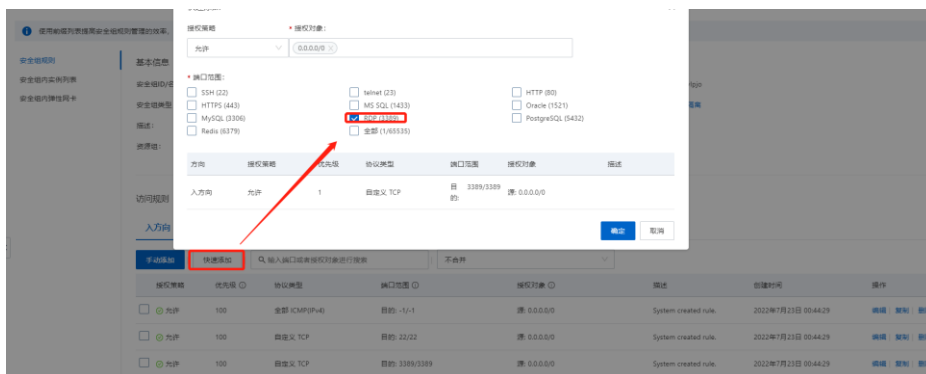 使用前缀列表提高安全组规则管理的效率。
安全组规则
安全组内实例列表
安全组内弹性网卡
基本信息
安全组ID/名
安全组类型
描述:
资源组:
访问规则
入方向
授权策略
* 授权对象:
允许
0.0.0.0/0 ×
* 端口范围:
SSH (22) telnet (23) HTTP (80)
HTTPS (443) MS SQL (1433) Oracle (1521)
MySQL (3306) RDP (3389) PostgreSQL (5432)
Redis (6379) 全部 (1/65535)
方向 授权策略 优先级 协议类型 端口范围 授权对象 描述
入方向 允许 1 自定义 TCP 目的: 3389/3389 源: 0.0.0.0/0
确定 取消
手动添加 快速添加 输入端口或者授权对象进行搜索 不合并
授权策略 优先级 协议类型 端口范围 授权对象 描述 创建时间 操作
允许 100 全部 ICMP(IPv4) 目的: -1/-1 源: 0.0.0.0/0 System created rule. 2022年7月23日 00:44:29 编辑 复制
允许 100 自定义 TCP 目的: 22/22 源: 0.0.0.0/0 System created rule. 2022年7月23日 00:44:29 编辑 复制
允许 100 自定义 TCP 目的: 3389/3389 源: 0.0.0.0/0 System created rule. 2022年7月23日 00:44:29 编辑 复制